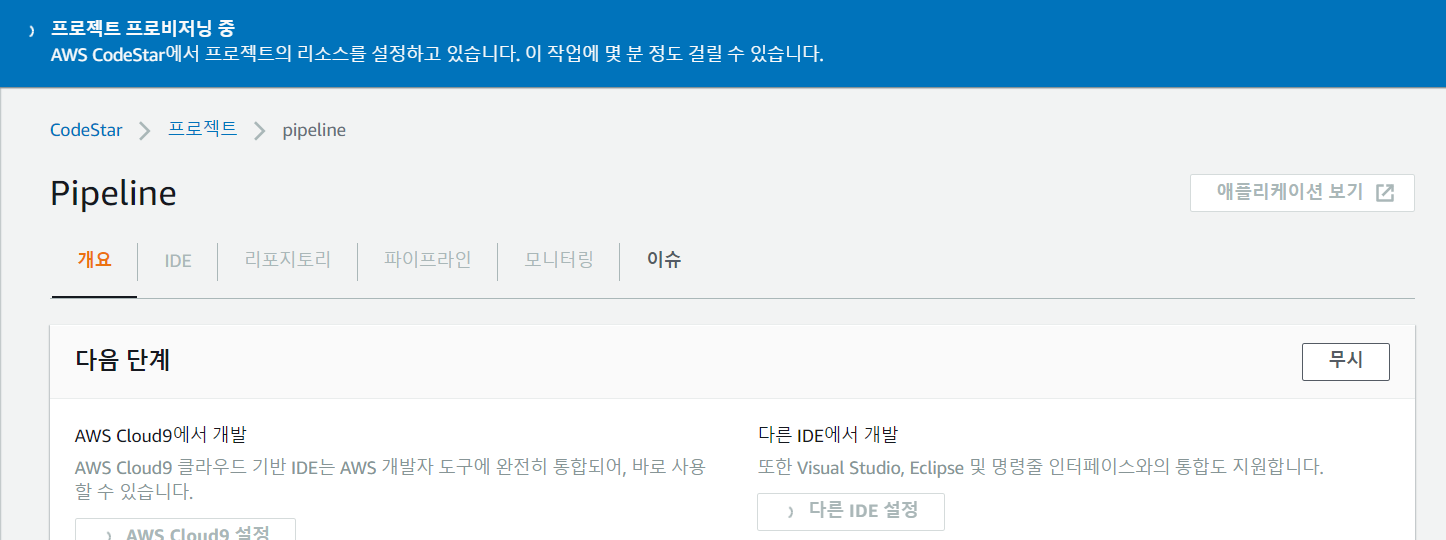 프로젝트 프로비저닝 중
AWS CodeStar에서 프로젝트의 리소스를 설정하고 있습니다. 이 작업에 몇 분 정도 걸릴 수 있습니다.
CodeStar 프로젝트 pipeline
Pipeline
애플리케이션 보기
개요 IDE 리포지토리 파이프라인 모니터링 이슈
다음 단계
무시
AWS Cloud9에서 개발
AWS Cloud9 클라우드 기반 IDE는 AWS 개발자 도구에 완전히 통합되어, 바로 사용
할 수 있습니다.
AWS Cloud9 설정
다른 IDE에서 개발
또한 Visual Studio, Eclipse 및 명령줄 인터페이스와의 통합도 지원합니다.
다른 IDE 설정